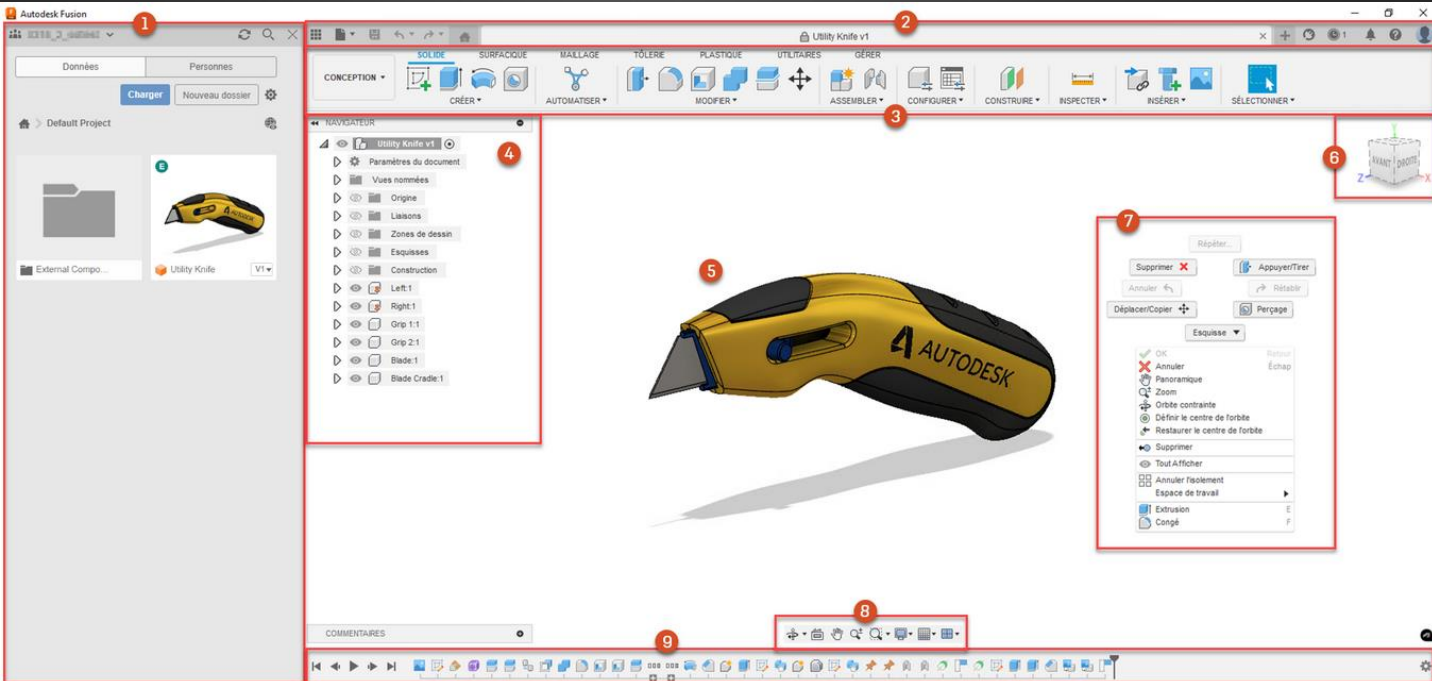 Autodesk Fusion
1
2
Utility Knife v1
1
Données Personnes
Charger Nouveau dossier
Default Project
E
External Compo...
Utility Knife V1
SOLIDE SURFACIQUE MAILLAGE TÔLERIE PLASTIQUE UTILITAIRES GÉRER
CONCEPTION
CRÉER AUTOMATISER MODIFIER ASSEMBLER CONFIGURER CONSTRUIRE INSPECTER INSÉRER SÉLECTIONNER
3
NAVIGATEUR
4
Utility Knife v1
Paramètres du document
Vues nommées
Origine
Liaisons
Zones de dessin
Esquisses
Construction
Left:1
Right:1
Grip 1:1
Grip 2:1
Blade:1
Blade Cradle:1
5
AUTODESK
6
Y
AVANT DROITE
Z X
7
Répéter...
Supprimer Appuyer/Tirer
Annuler Rétablir
Déplacer/Copier Perçage
Esquisse
OK Retour
Annuler Échap
Panoramique
Zoom
Orbite contrainte
Définir le centre de l'orbite
Restaurer le centre de l'orbite
Supprimer
Tout Afficher
Annuler l'isolement
Espace de travail
Extrusion E
Congé F
8
COMMENTAIRES
9